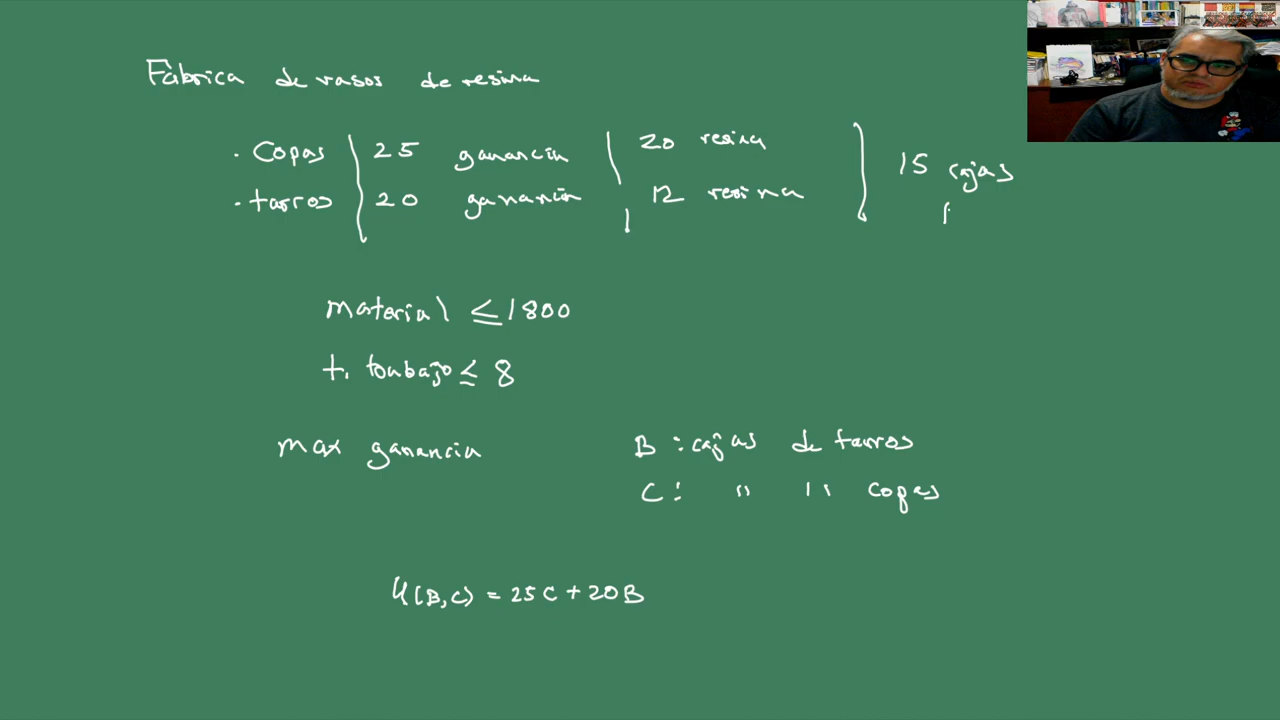 Fábrica de vasos de resina
· Copas | 25 ganancia | 20 resina | 15 cajas
· tarros | 20 ganancia | 12 resina
material ≤ 1800
t. trabajo ≤ 8
max ganancia
B : cajas de tarros
C : " " copas
U(B,C) = 25C + 20B